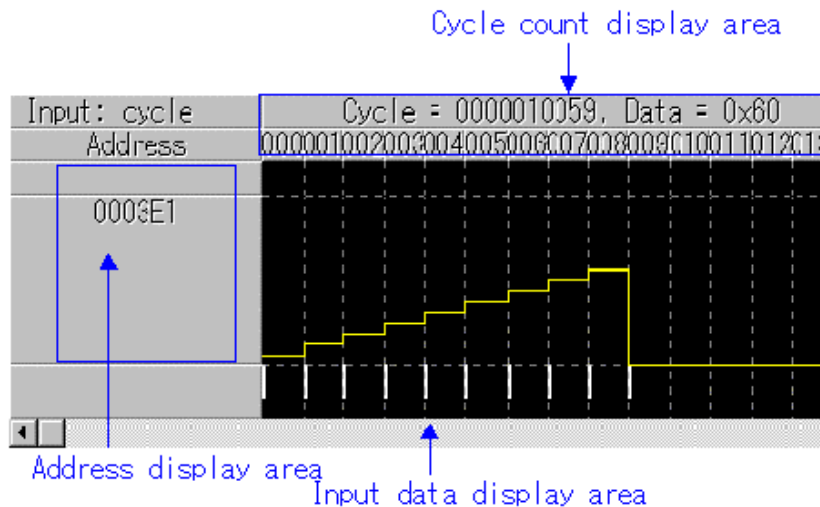 Cycle count display area
Input: cycle
Cycle = 0000010059, Data = 0x60
Address
0003E1
Address display area
Input data display area